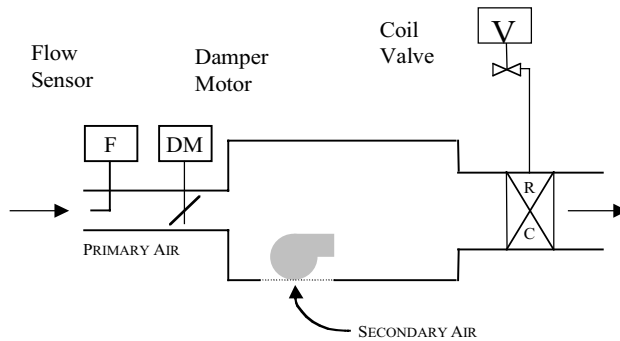 Flow
Sensor
Damper
Motor
Coil
Valve
V
F
DM
R
C
PRIMARY AIR
SECONDARY AIR